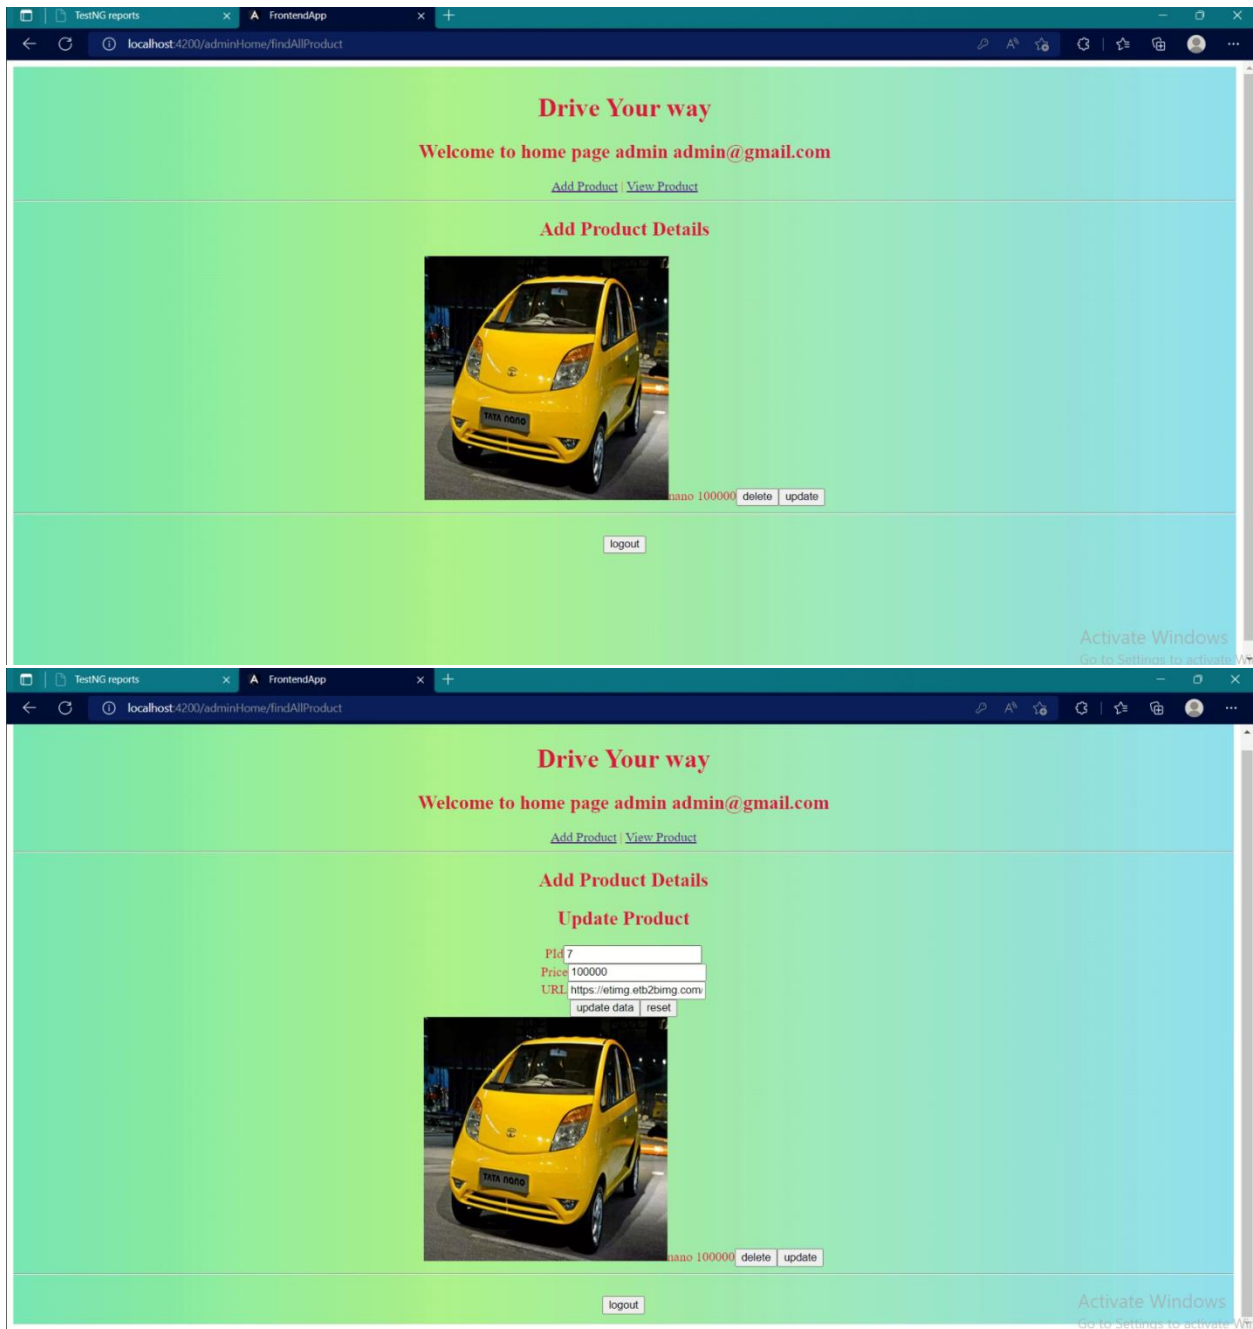 TestNG reports
FrontendApp
localhost:4200/adminHome/findAllProduct
Drive Your way
Welcome to home page admin admin@gmail.com
Add Product | View Product
Add Product Details
TATA nano
nano 100000 delete update
logout
Activate Windows
Go to Settings to activate Wi
TestNG reports
FrontendApp
localhost:4200/adminHome/findAllProduct
Drive Your way
Welcome to home page admin admin@gmail.com
Add Product | View Product
Add Product Details
Update Product
PId 7
Price 100000
URL https://etimg.etb2bimg.com/
update data reset
TATA nano
nano 100000 delete update
logout
Activate Windows
Go to Settings to activate Wi